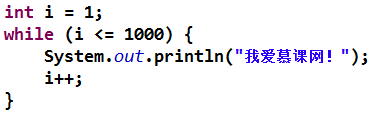 int i = 1;
while (i <= 1000) {
    System.out.println("我爱慕课网！");
    i++;
}